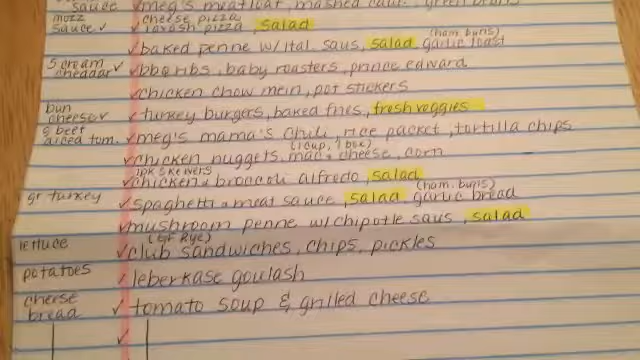 sauce ✓meg's meatloaf, mashed caul., green beans
mozz cheese pizza
sauce ✓ ✓lavash pizza, salad
(ham buns)
✓baked penne w/ital. saus, salad garlic toast
s cream
cheddar ✓ ✓bbq ribs, baby roasters, prince edward
✓chicken chow mein, pot stickers
bun
cheese ✓ ✓turkey burgers, baked fries, fresh veggies
g beef
diced tom. ✓meg's mama's chili, rice packet, tortilla chips
(1 cup, 1 box)
✓chicken nuggets, mac & cheese, corn
1pk skewers
✓chicken & broccoli alfredo, salad
(ham. buns)
gr turkey ✓spaghetti & meat sauce, salad garlic bread
✓mushroom penne w/chipotle saus, salad
(GF Rye)
lettuce ✓club sandwiches, chips, pickles
potatoes ✓leberkase goulash
cheese
bread ✓ tomato soup & grilled cheese
✓